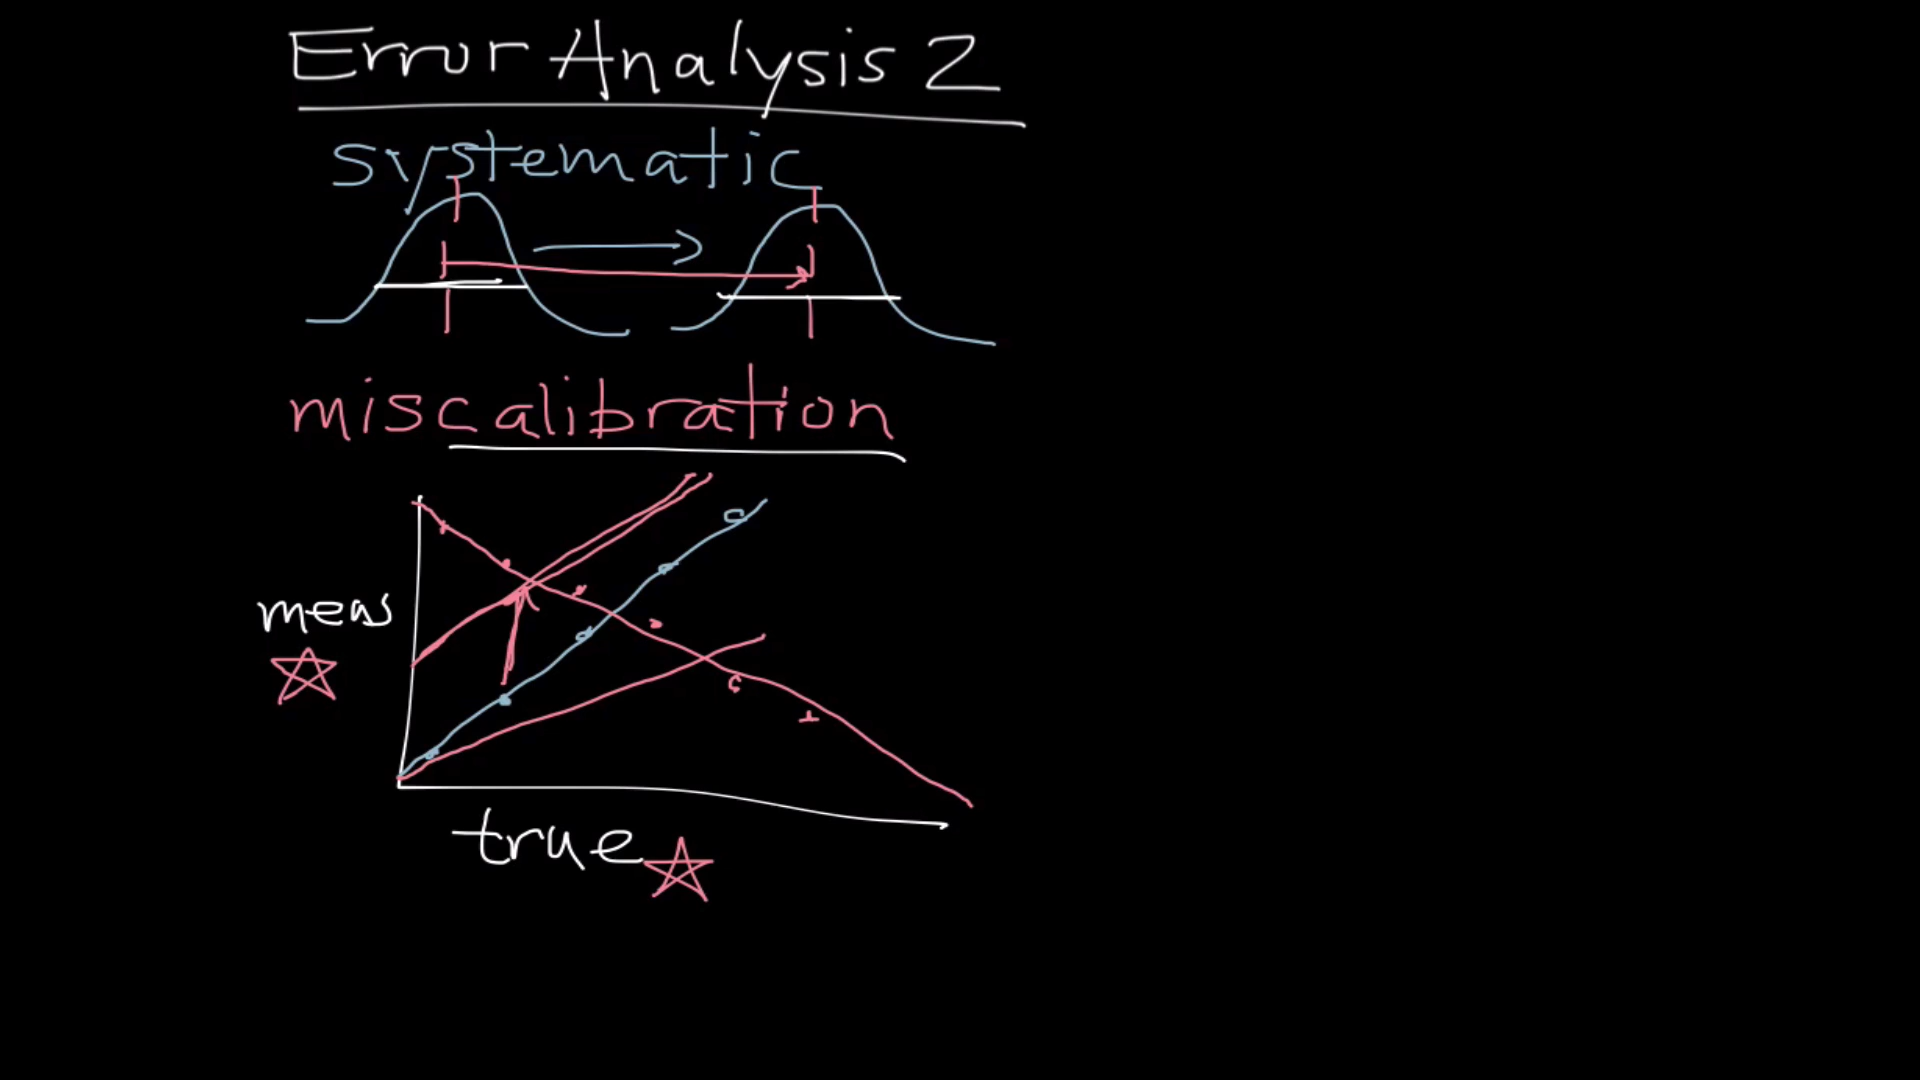 Error Analysis 2
systematic
miscalibration
meas
true